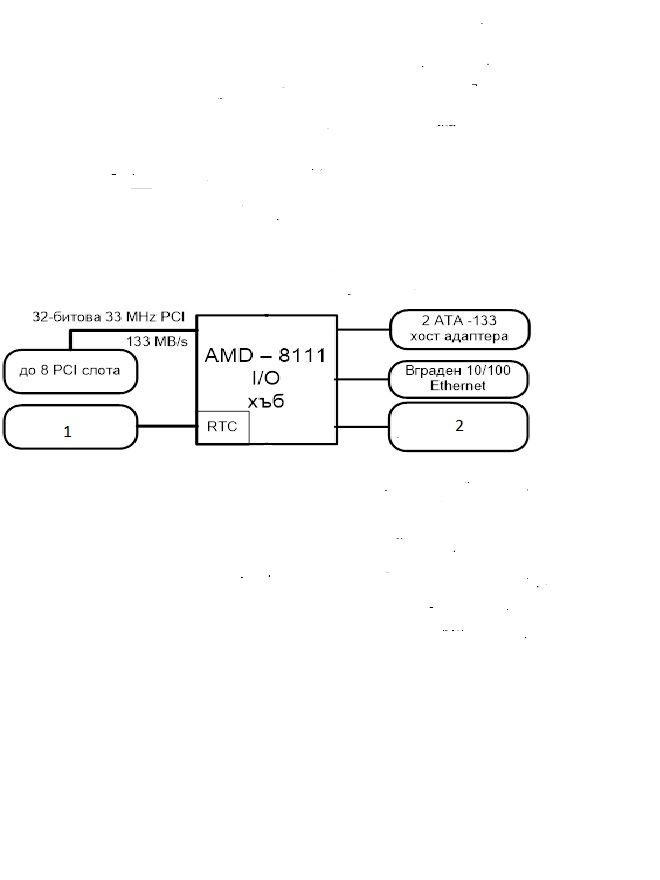 32-битова 33 MHz PCI
133 MB/s
до 8 PCI слота
1
AMD – 8111
I/O
хъб
RTC
2 ATA -133
хост адаптера
Вграден 10/100
Ethernet
2